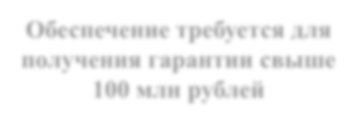 Обеспечение требуется для
получения гарантии свыше
100 млн рублей